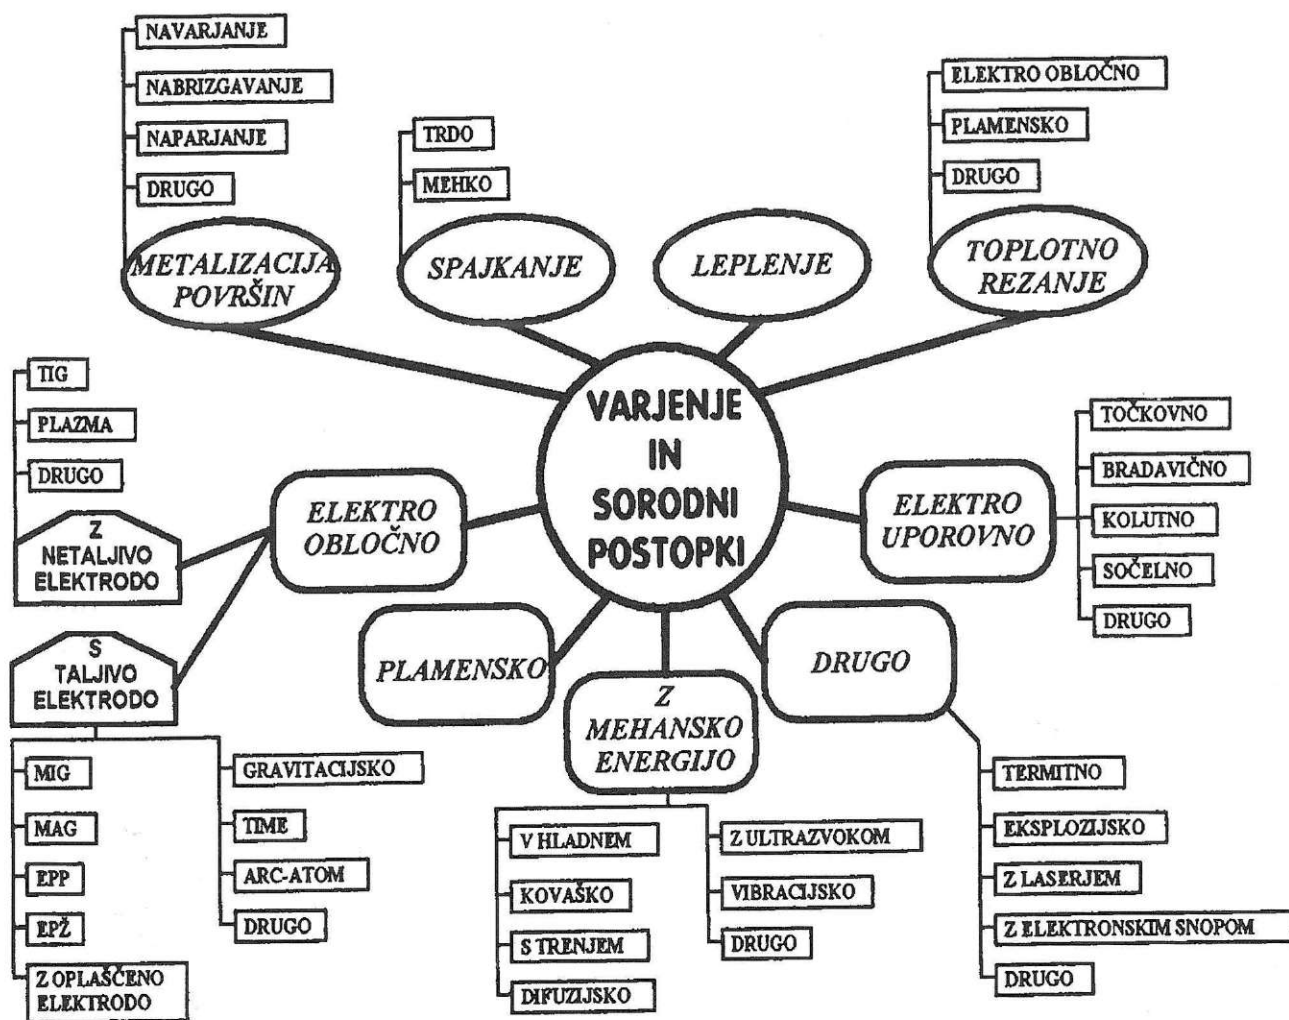 NAVARJANJE
NABRIZGAVANJE
NAPARJANJE
DRUGO
METALIZACIJA
POVRŠIN
TRDO
MEHKO
SPAJKANJE
LEPLENJE
ELEKTRO OBLOČNO
PLAMENSKO
DRUGO
TOPLOTNO
REZANJE
VARJENJE
IN
SORODNI
POSTOPKI
TIG
PLAZMA
DRUGO
Z
NETALJIVO
ELEKTRODO
ELEKTRO
OBLOČNO
S
TALJIVO
ELEKTRODO
MIG
MAG
EPP
EPŽ
Z OPLAŠČENO
ELEKTRODO
GRAVITACIJSKO
TIME
ARC-ATOM
DRUGO
PLAMENSKO
Z
MEHANSKO
ENERGIJO
V HLADNEM
KOVAŠKO
S TRENJEM
DIFUZIJSKO
Z ULTRAZVOKOM
VIBRACIJSKO
DRUGO
DRUGO
TERMITNO
EKSPLOZIJSKO
Z LASERJEM
Z ELEKTRONSKIM SNOPOM
DRUGO
ELEKTRO
UPOROVNO
TOČKOVNO
BRADAVIČNO
KOLUTNO
SOČELNO
DRUGO